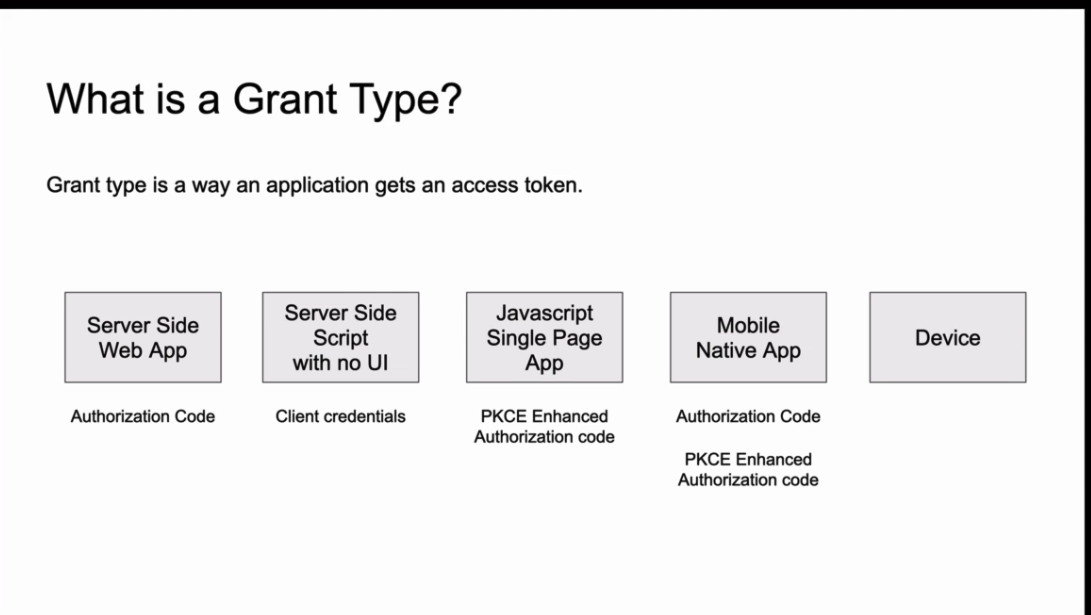 What is a Grant Type?
Grant type is a way an application gets an access token.
Server Side
Web App
Authorization Code
Server Side
Script
with no UI
Client credentials
Javascript
Single Page
App
PKCE Enhanced
Authorization code
Mobile
Native App
Authorization Code
PKCE Enhanced
Authorization code
Device